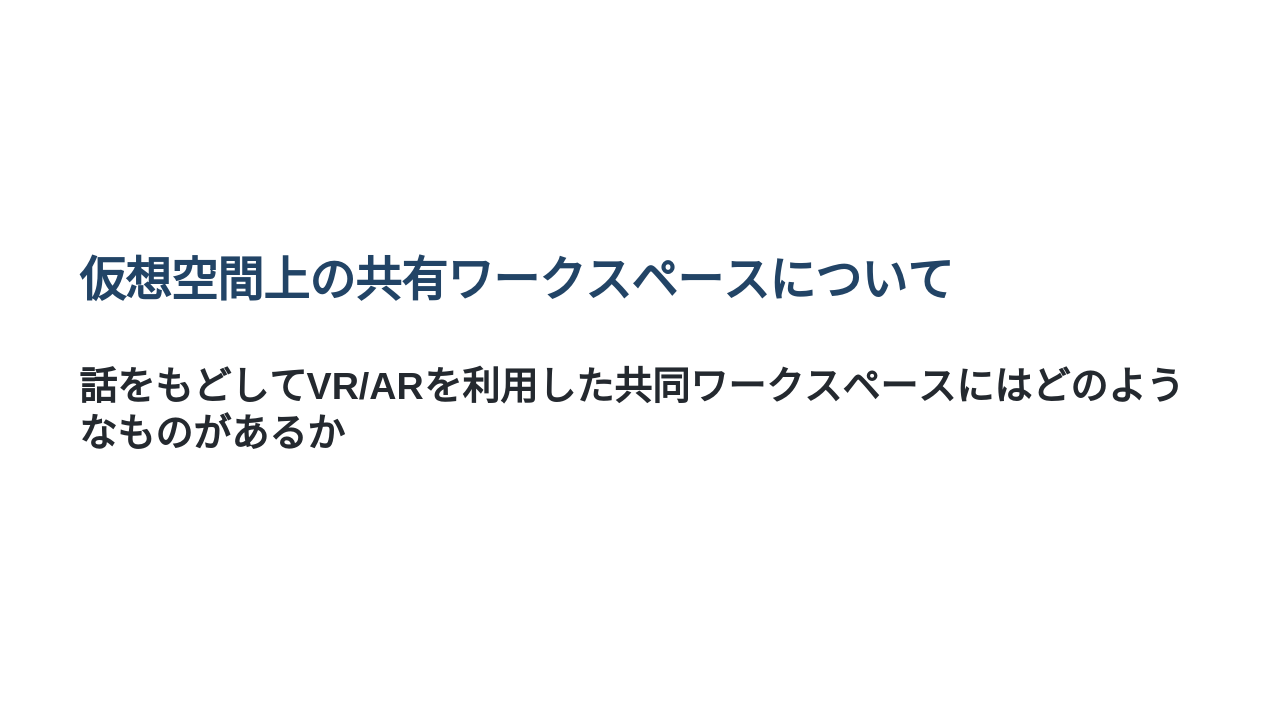 仮想空間上の共有ワークスペースについて
話をもどしてVR/ARを利用した共同ワークスペースにはどのよう
なものがあるか